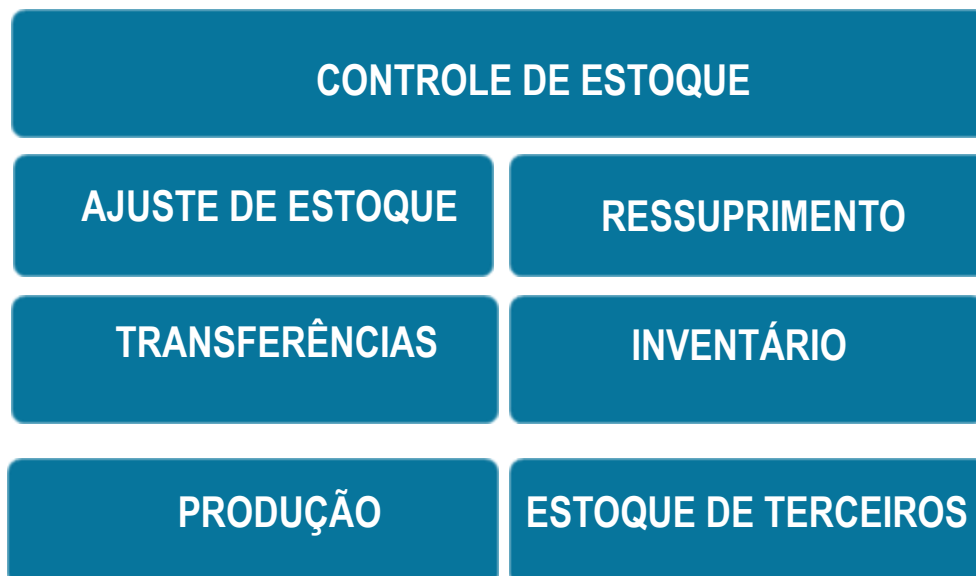 CONTROLE DE ESTOQUE
AJUSTE DE ESTOQUE
RESSUPRIMENTO
TRANSFERÊNCIAS
INVENTÁRIO
PRODUÇÃO
ESTOQUE DE TERCEIROS